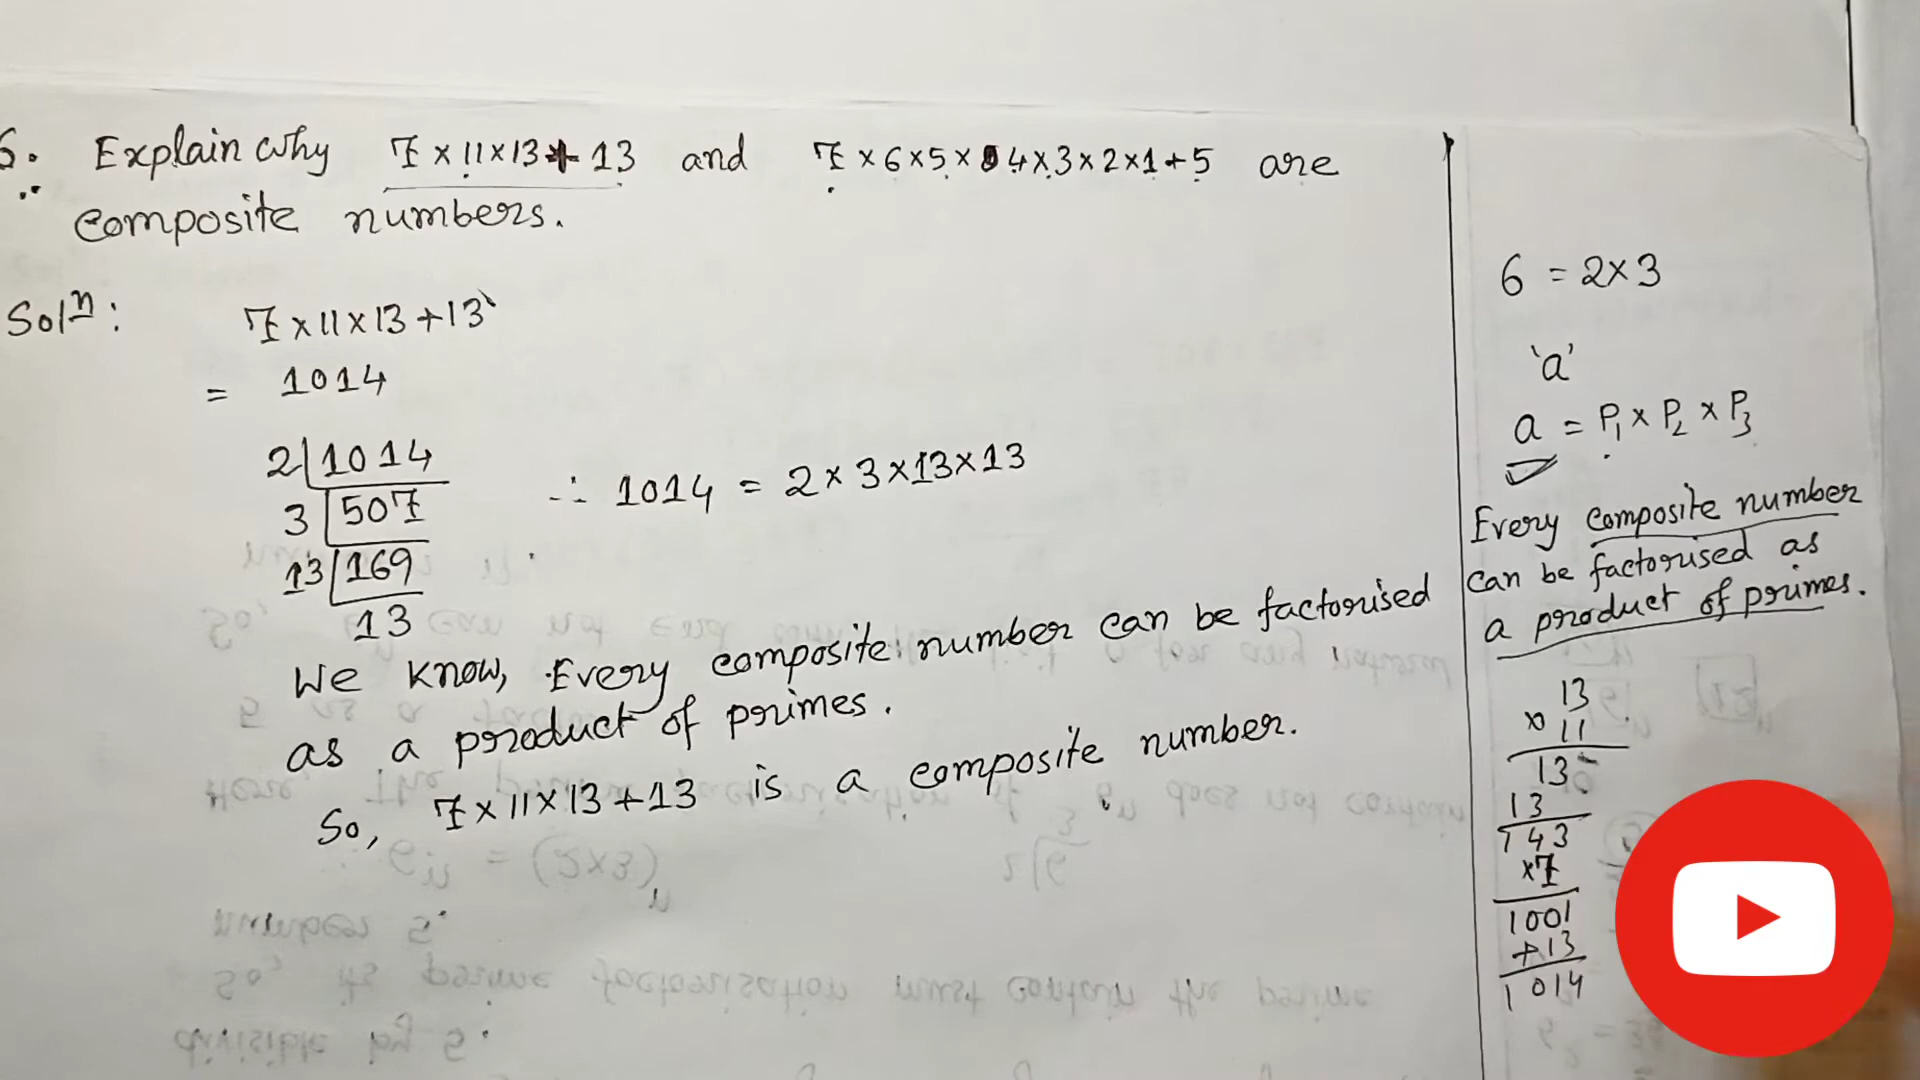 6. Explain why 7 × 11 × 13 + 13 and 7 × 6 × 5 × 4 × 3 × 2 × 1 + 5 are
composite numbers.
Solⁿ: 7 × 11 × 13 + 13
= 1014
2 | 1014
3 | 507
13 | 169
13
∴ 1014 = 2 × 3 × 13 × 13
We know, Every composite number can be factorised
as a product of primes.
So, 7 × 11 × 13 + 13 is a composite number.
6 = 2 × 3
'a'
a = P₁ × P₂ × P₃
Every composite number
can be factorised as
a product of primes.
13
× 11
13
13
143
× 7
1001
+ 13
1014